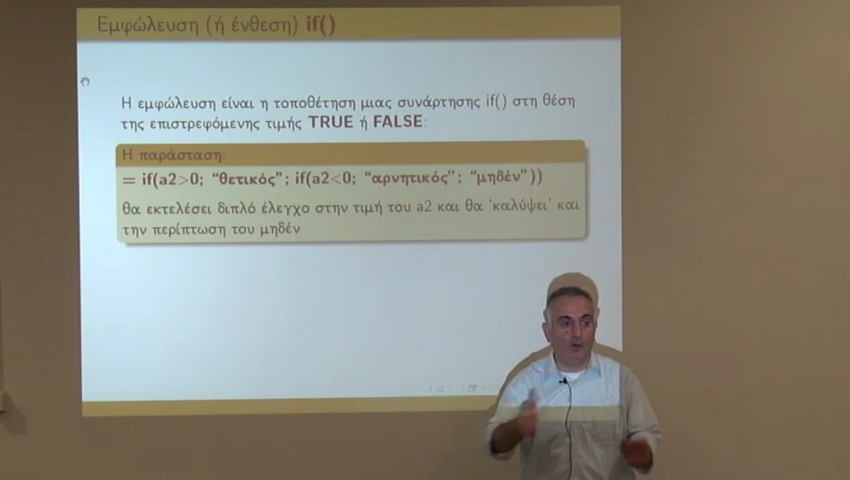 Εμφώλευση (ή ένθεση) if()
Η εμφώλευση είναι η τοποθέτηση μιας συνάρτησης if() στη θέση
της επιστρεφόμενης τιμής TRUE ή FALSE:
Η παράσταση:
= if(a2>0; “θετικός”; if(a2<0; “αρνητικός”; “μηδέν”))
θα εκτελέσει διπλό έλεγχο στην τιμή του a2 και θα ‘καλύψει’ και
την περίπτωση του μηδέν